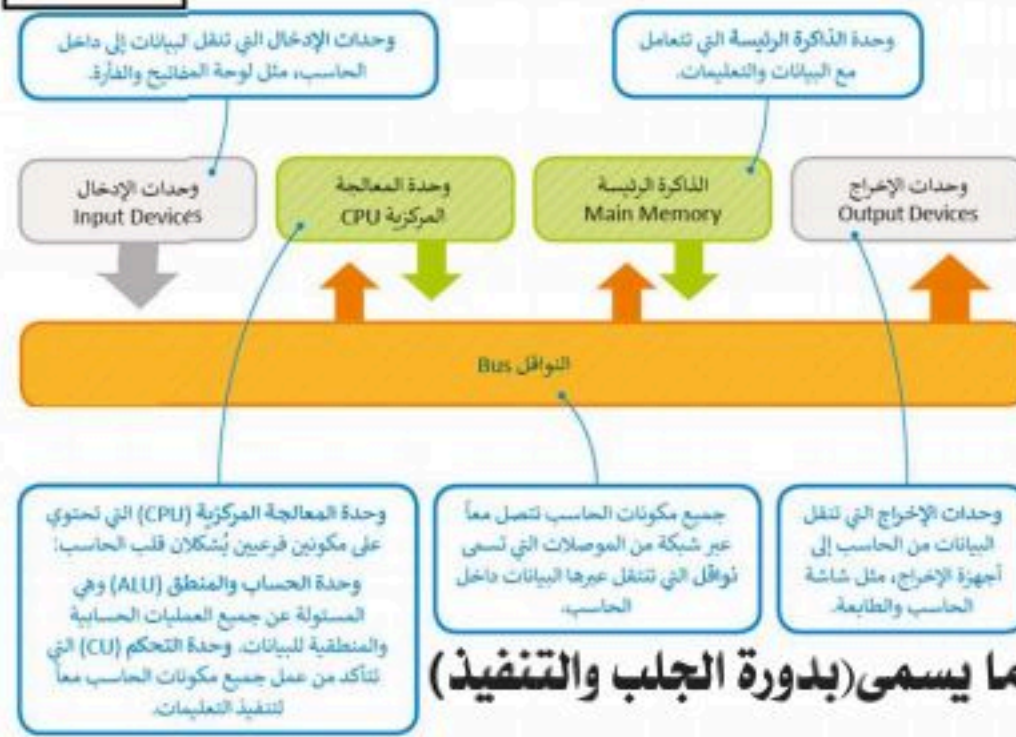 وحدات الإدخال التي تنقل البيانات إلى داخل
الحاسب، مثل لوحة المفاتيح والفأرة.
وحدة الذاكرة الرئيسة التي تتعامل
مع البيانات والتعليمات.
وحدات الإدخال
Input Devices
وحدة المعالجة
المركزية CPU
الذاكرة الرئيسة
Main Memory
وحدات الإخراج
Output Devices
النواقل Bus
وحدة المعالجة المركزية (CPU) التي تحتوي
على مكونين فرعيين يُشكلان قلب الحاسب:
وحدة الحساب والمنطق (ALU) وهي
المسئولة عن جميع العمليات الحسابية
والمنطقية للبيانات. وحدة التحكم (CU) التي
تتأكد من عمل جميع مكونات الحاسب معاً
لتنفيذ التعليمات.
جميع مكونات الحاسب تتصل معاً
عبر شبكة من الموصلات التي تسمى
نواقل التي تنتقل عبرها البيانات داخل
الحاسب.
وحدات الإخراج التي تنقل
البيانات من الحاسب إلى
أجهزة الإخراج، مثل شاشة
الحاسب والطابعة.
ما يسمى(بدورة الجلب والتنفيذ)